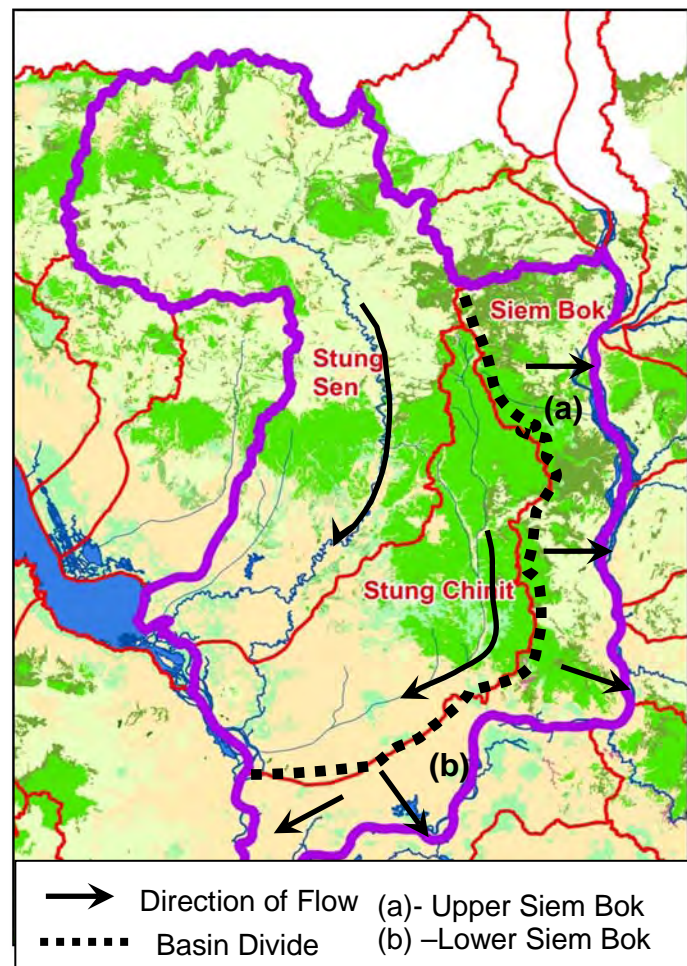 Siem Bok
Stung
Sen
(a)
Stung Chinit
(b)
Direction of Flow (a)- Upper Siem Bok
Basin Divide (b) –Lower Siem Bok